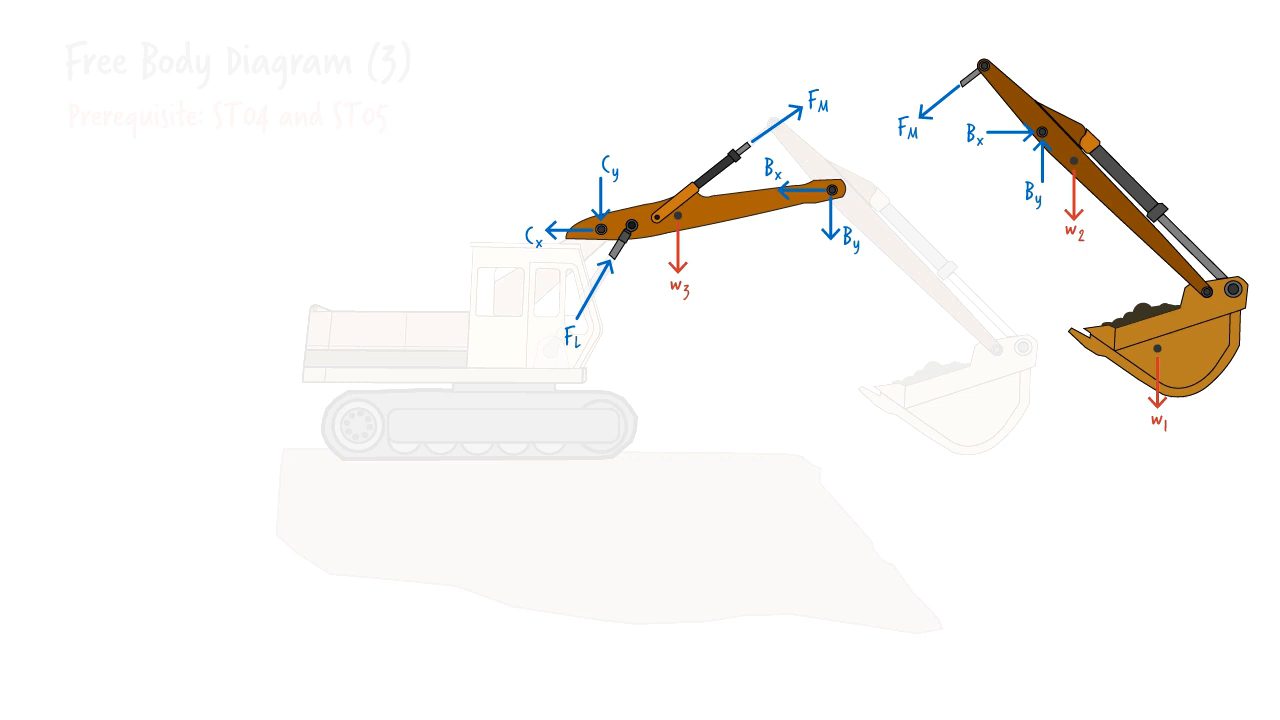 Free Body Diagram (3)
Prerequisite: ST04 and ST05
F_M
C_y
B_x
C_x
B_y
w_3
F_L
F_M
B_x
B_y
w_2
w_1